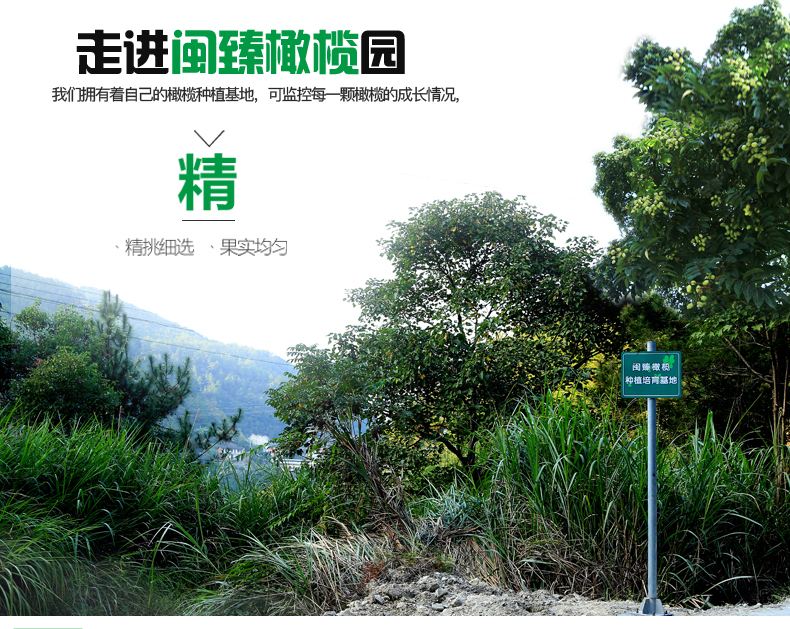 走进闽臻橄榄园
我们拥有着自己的橄榄种植基地，可监控每一颗橄榄的成长情况，
精
、精挑细选 、果实均匀
闽臻橄榄
种植培育基地